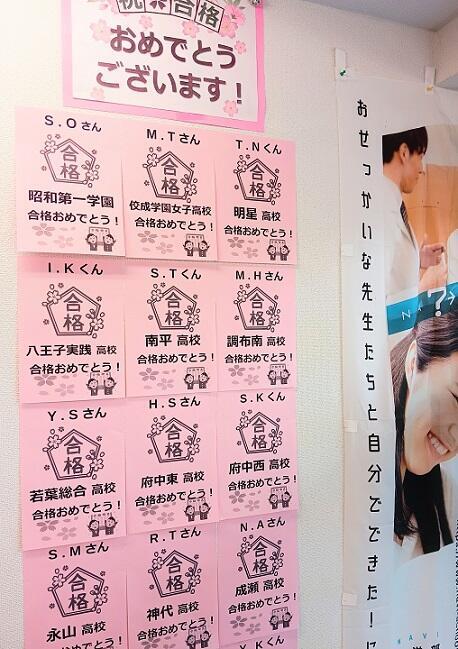 祝 合格
おめでとう
ございます！
S.Oさん
合格
昭和第一学園
合格おめでとう！
M.Tさん
合格
佼成学園女子高校
合格おめでとう！
T.Nくん
合格
明星 高校
合格おめでとう！
I.Kくん
合格
八王子実践 高校
合格おめでとう！
S.Tくん
合格
南平 高校
合格おめでとう！
M.Hさん
合格
調布南 高校
合格おめでとう！
Y.Sさん
合格
若葉総合 高校
合格おめでとう！
H.Sさん
合格
府中東 高校
合格おめでとう！
S.Kくん
合格
府中西 高校
合格おめでとう！
S.Mさん
合格
永山 高校
おめでとう！
R.Tさん
合格
神代 高校
合格おめでとう！
N.Aさん
合格
成瀬 高校
合格おめでとう！
Y.Kくん
おせっかいな先生たちと自分でできた！に
NA
?
NAVI